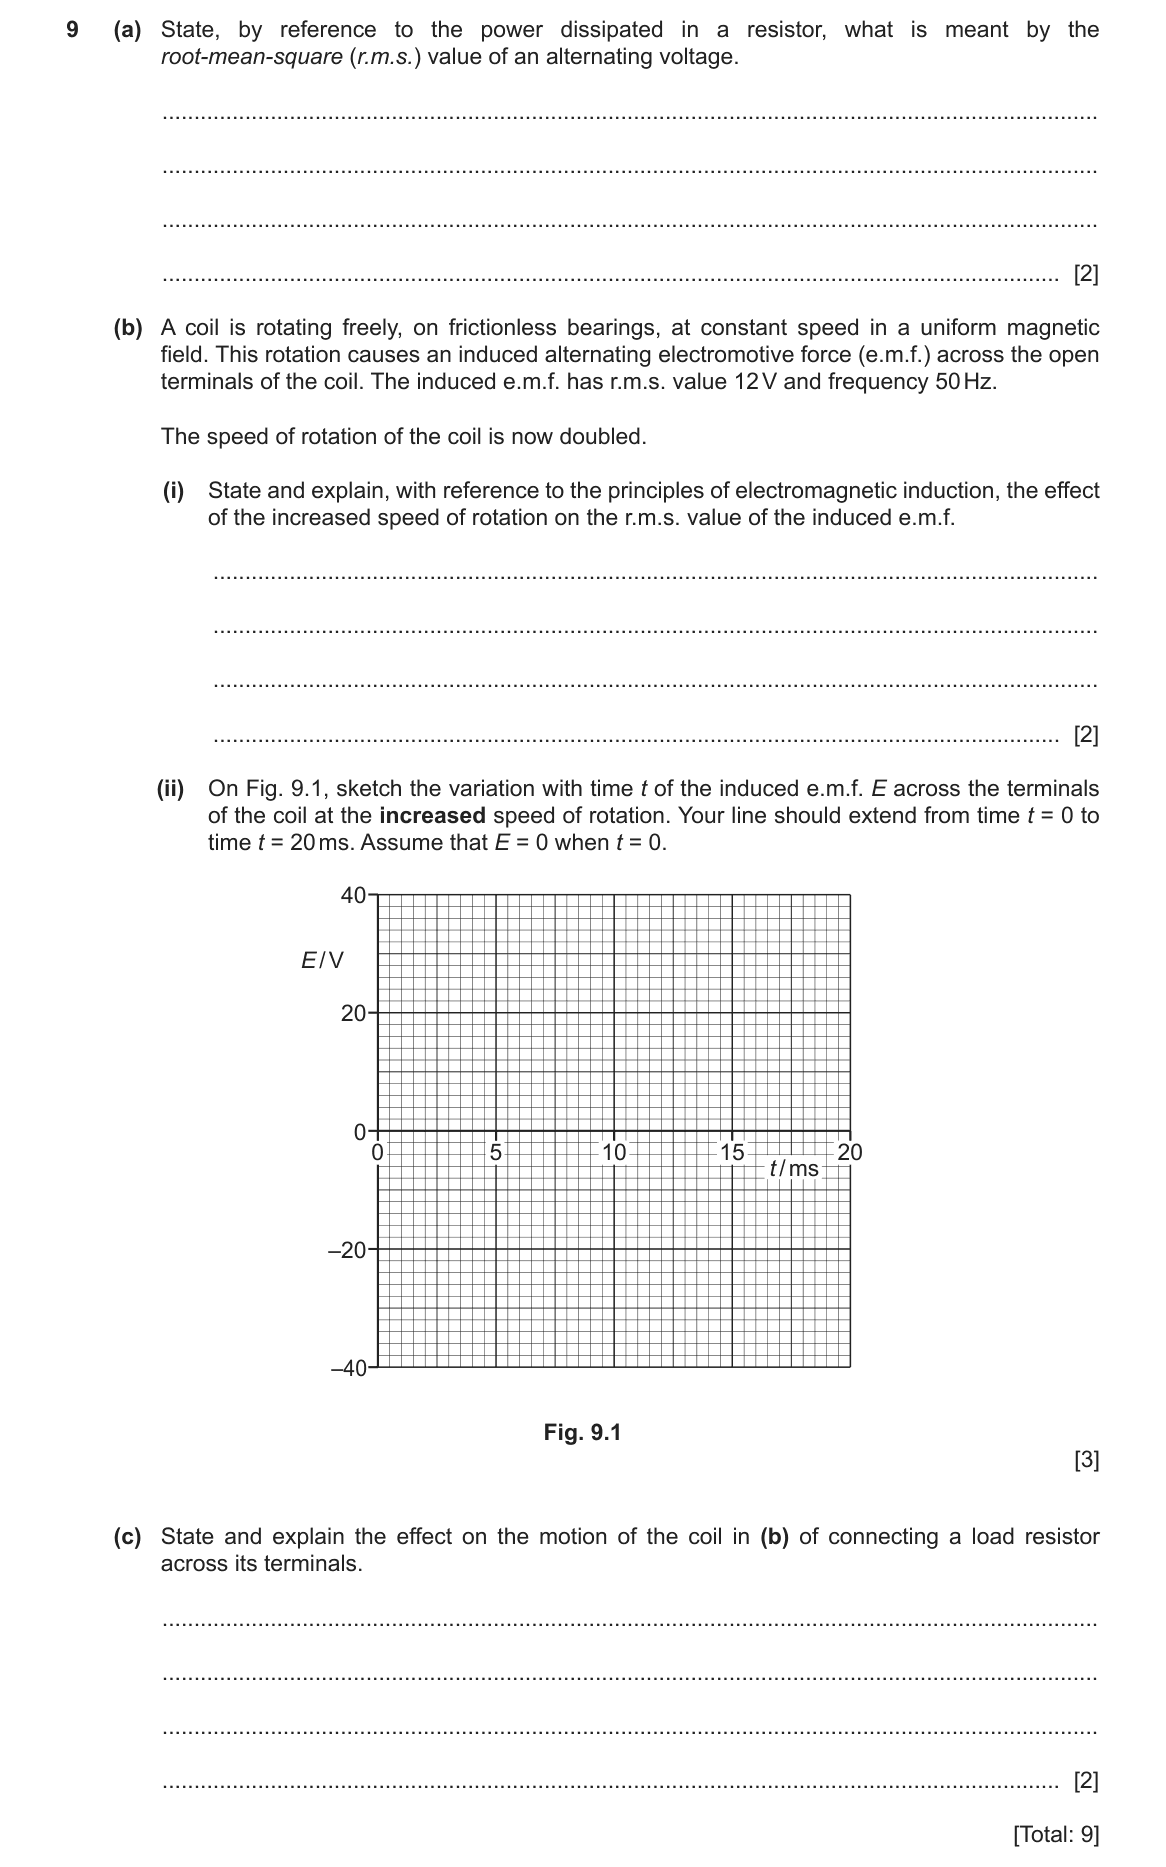 9 (a) State, by reference to the power dissipated in a resistor, what is meant by the
root-mean-square (r.m.s.) value of an alternating voltage.
..........................................................................................
..........................................................................................
..........................................................................................
.......................................................................................... [2]
(b) A coil is rotating freely, on frictionless bearings, at constant speed in a uniform magnetic
field. This rotation causes an induced alternating electromotive force (e.m.f.) across the open
terminals of the coil. The induced e.m.f. has r.m.s. value 12 V and frequency 50 Hz.
The speed of rotation of the coil is now doubled.
(i) State and explain, with reference to the principles of electromagnetic induction, the effect
of the increased speed of rotation on the r.m.s. value of the induced e.m.f.
..........................................................................................
..........................................................................................
..........................................................................................
.......................................................................................... [2]
(ii) On Fig. 9.1, sketch the variation with time t of the induced e.m.f. E across the terminals
of the coil at the increased speed of rotation. Your line should extend from time t = 0 to
time t = 20 ms. Assume that E = 0 when t = 0.
40
E / V
20
0
0 5 10 15 20
t / ms
–20
–40
Fig. 9.1
[3]
(c) State and explain the effect on the motion of the coil in (b) of connecting a load resistor
across its terminals.
..........................................................................................
..........................................................................................
..........................................................................................
.......................................................................................... [2]
[Total: 9]